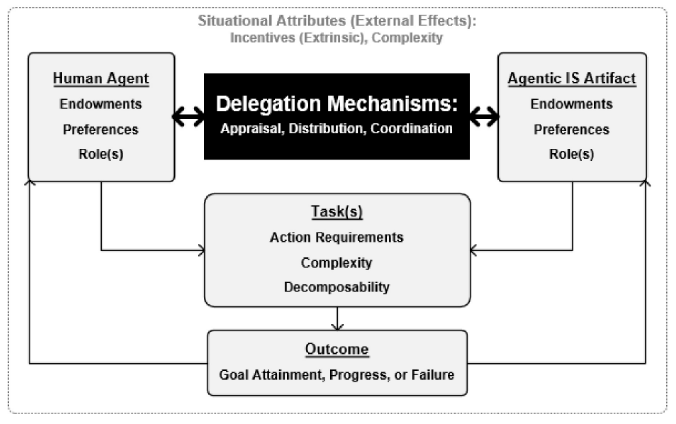 Situational Attributes (External Effects):
Incentives (Extrinsic), Complexity
Human Agent
Endowments
Preferences
Role(s)
Delegation Mechanisms:
Appraisal, Distribution, Coordination
Agentic IS Artifact
Endowments
Preferences
Role(s)
Task(s)
Action Requirements
Complexity
Decomposability
Outcome
Goal Attainment, Progress, or Failure